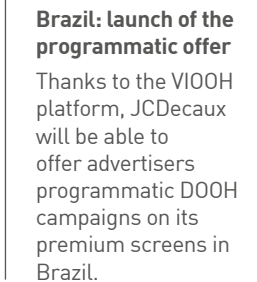 Brazil: launch of the
programmatic offer
Thanks to the VIOOH
platform, JCDecaux
will be able to
offer advertisers
programmatic DOOH
campaigns on its
premium screens in
Brazil.